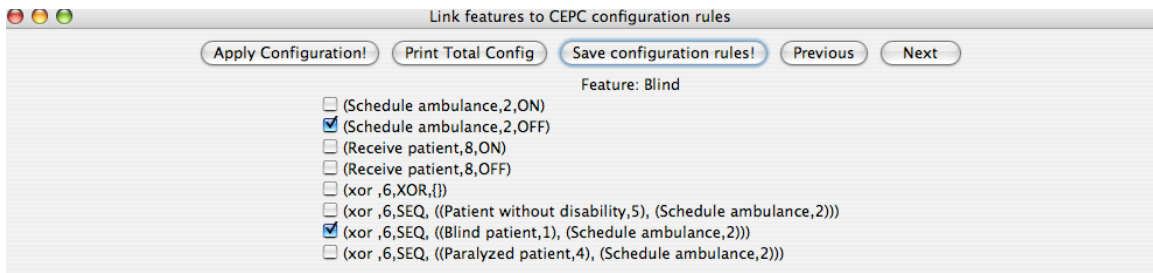 Link features to CEPC configuration rules
Apply Configuration! Print Total Config Save configuration rules! Previous Next
Feature: Blind
(Schedule ambulance,2,ON)
(Schedule ambulance,2,OFF)
(Receive patient,8,ON)
(Receive patient,8,OFF)
(xor ,6,XOR,{})
(xor ,6,SEQ, ((Patient without disability,5), (Schedule ambulance,2)))
(xor ,6,SEQ, ((Blind patient,1), (Schedule ambulance,2)))
(xor ,6,SEQ, ((Paralyzed patient,4), (Schedule ambulance,2)))